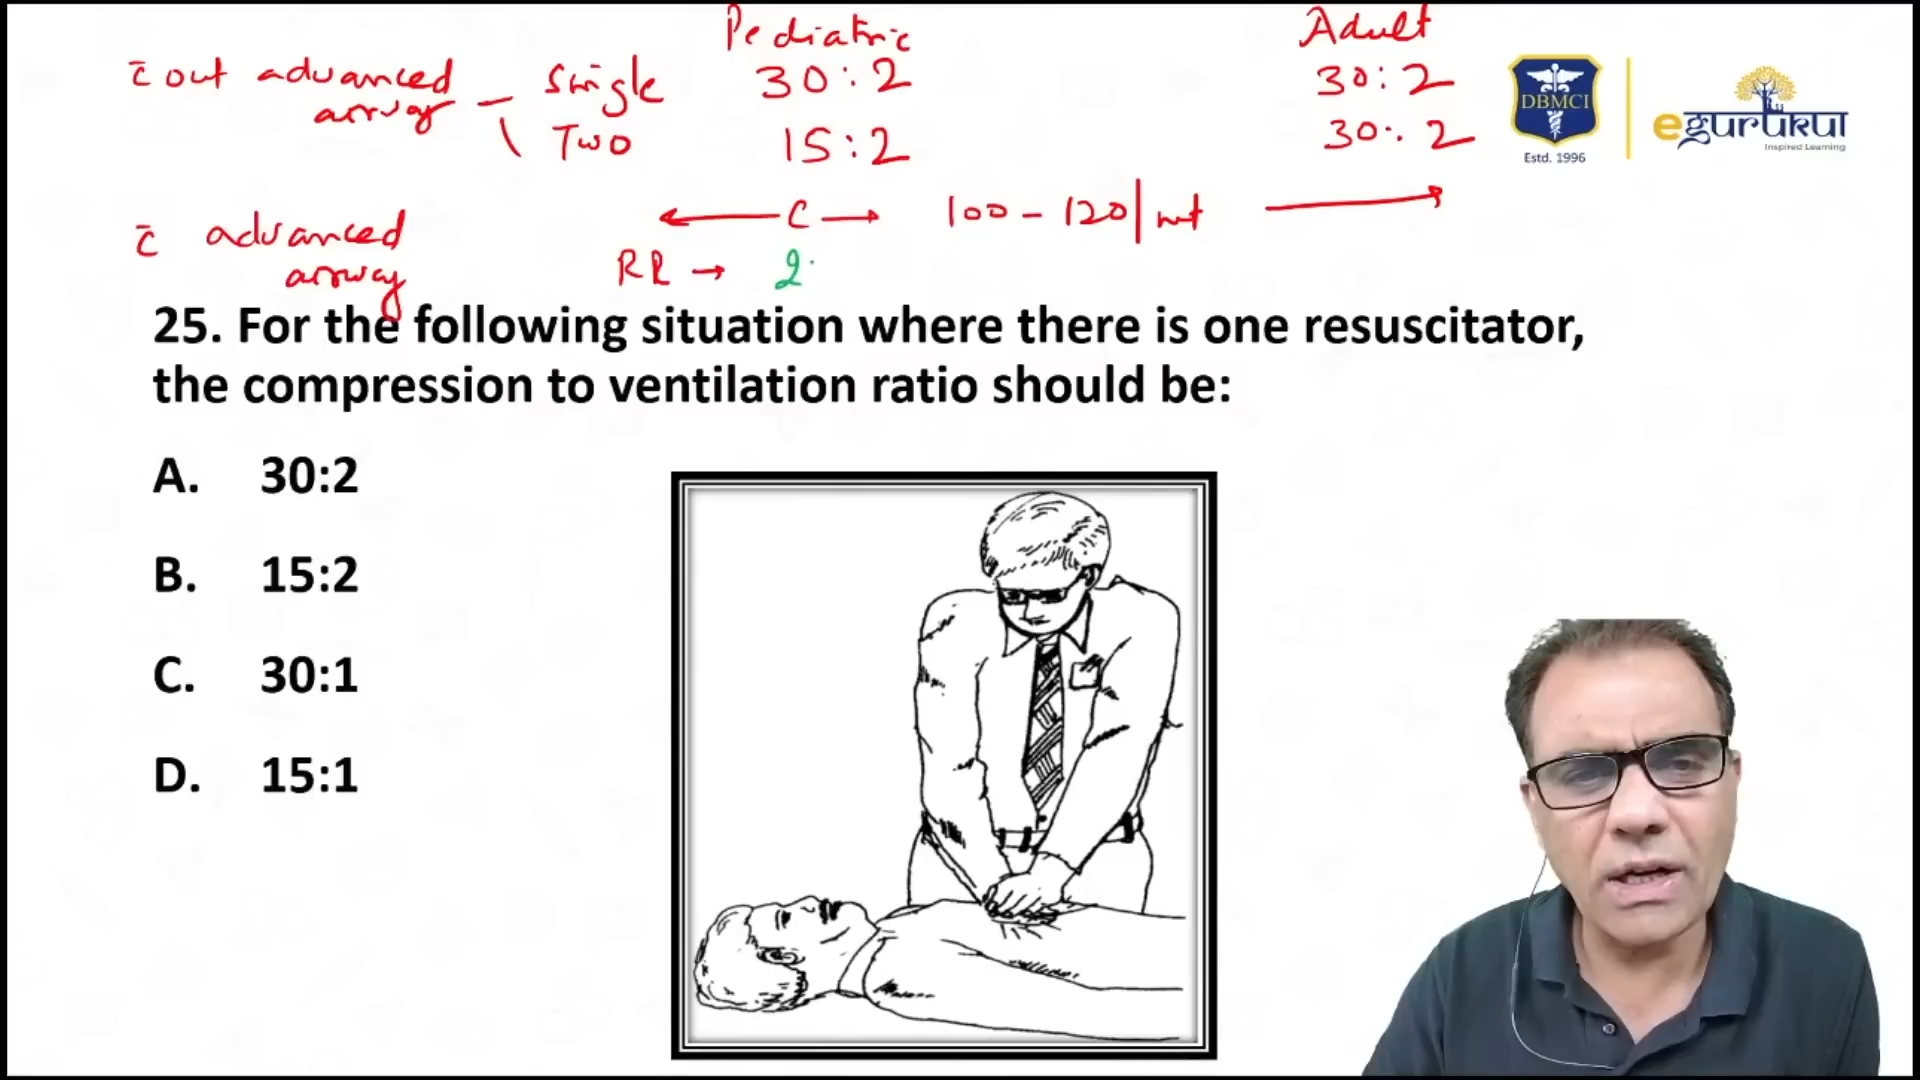 Pediatric Adult
c̄ out advanced airway single 30:2 30:2
Two 15:2 30:2
c̄ advanced airway C 100-120/mt
RR → 2
DBMCI
Estd. 1996
egurukul
Inspired Learning
25. For the following situation where there is one resuscitator,
the compression to ventilation ratio should be:
A. 30:2
B. 15:2
C. 30:1
D. 15:1